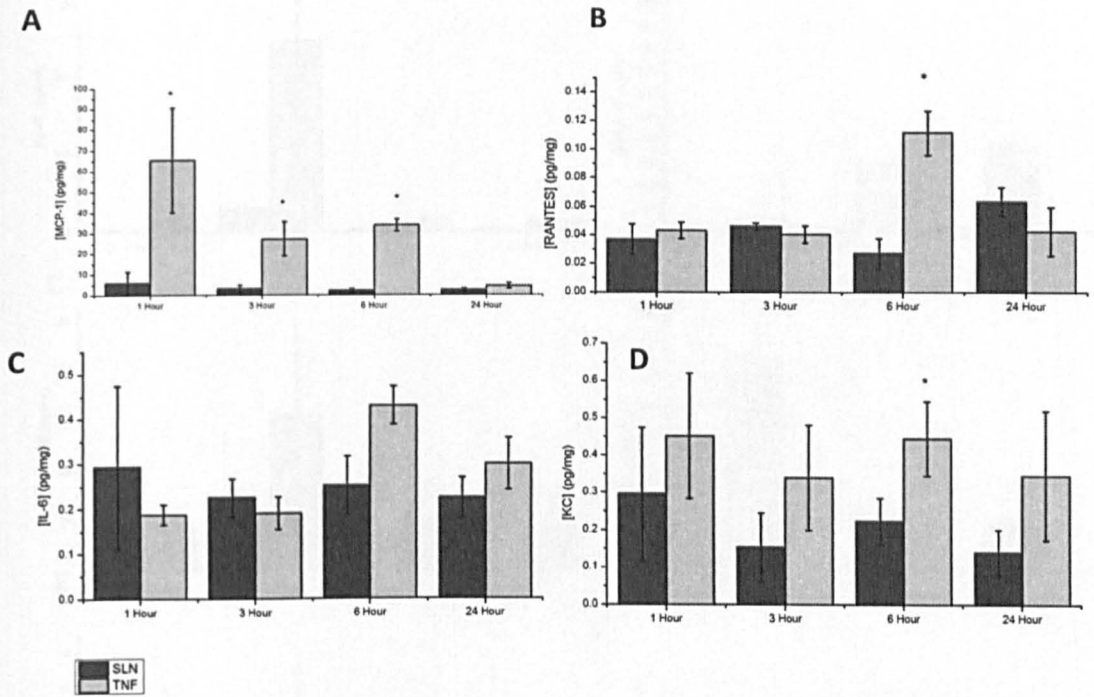 A
[MCP-1] (pg/mg)
100
90
80
70
60
50
40
30
20
10
0
*
*
*
1 Hour
3 Hour
6 Hour
24 Hour
B
[RANTES] (pg/mg)
0.14
0.12
0.10
0.08
0.06
0.04
0.02
0.00
*
1 Hour
3 Hour
6 Hour
24 Hour
C
[IL-6] (pg/mg)
0.5
0.4
0.3
0.2
0.1
0.0
1 Hour
3 Hour
6 Hour
24 Hour
D
[KC] (pg/mg)
0.7
0.6
0.5
0.4
0.3
0.2
0.1
0.0
*
1 Hour
3 Hour
6 Hour
24 Hour
SLN
TNF